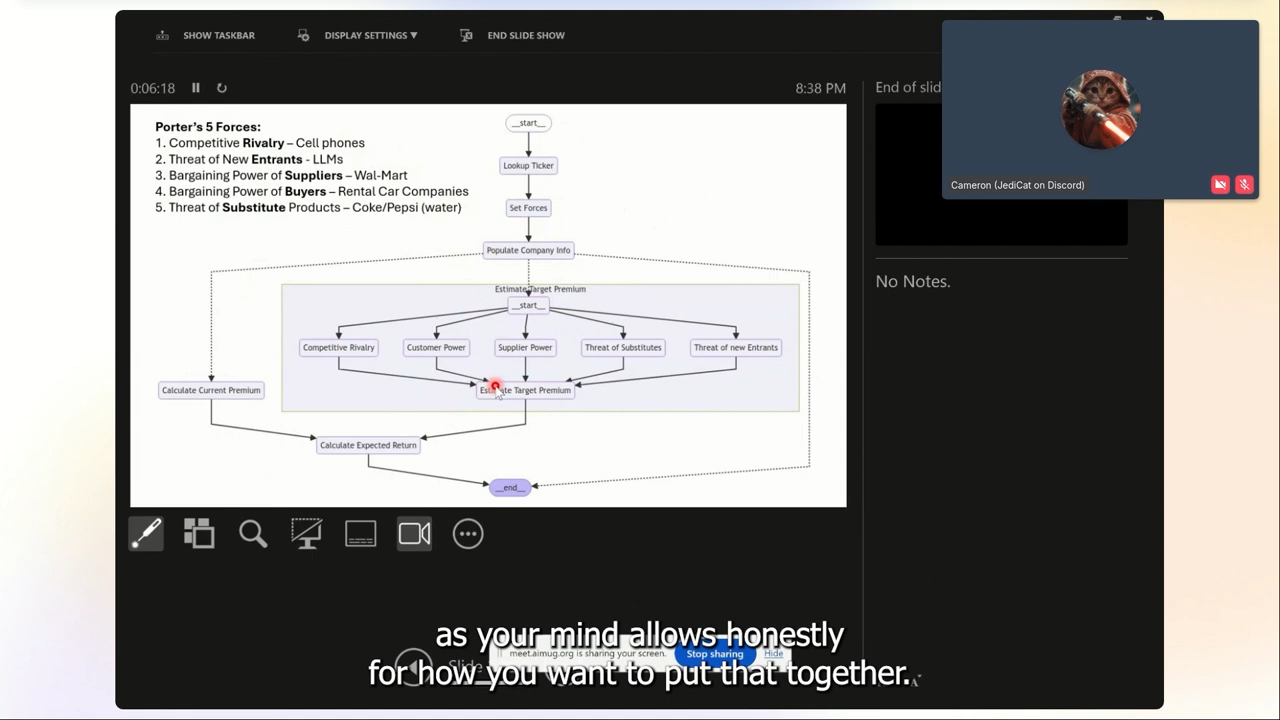 SHOW TASKBAR
DISPLAY SETTINGS ▼
END SLIDE SHOW
0:06:18
8:38 PM
End of slid
Cameron (JediCat on Discord)
No Notes.
Porter's 5 Forces:
1. Competitive Rivalry – Cell phones
2. Threat of New Entrants - LLMs
3. Bargaining Power of Suppliers – Wal-Mart
4. Bargaining Power of Buyers – Rental Car Companies
5. Threat of Substitute Products – Coke/Pepsi (water)
__start__
Lookup Ticker
Set Forces
Populate Company Info
Estimate Target Premium
__start__
Competitive Rivalry
Customer Power
Supplier Power
Threat of Substitutes
Threat of new Entrants
Calculate Current Premium
Estimate Target Premium
Calculate Expected Return
__end__
as your mind allows honestly
for how you want to put that together.
meet.aimug.org is sharing your screen.
Stop sharing
Hide
Slide